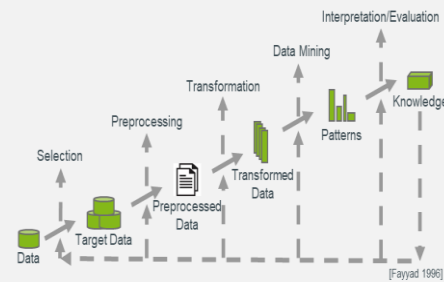 Interpretation/Evaluation
Data Mining
Transformation
Preprocessing
Selection
Knowledge
Patterns
Transformed
Data
Preprocessed
Data
Target Data
Data
[Fayyad 1996]